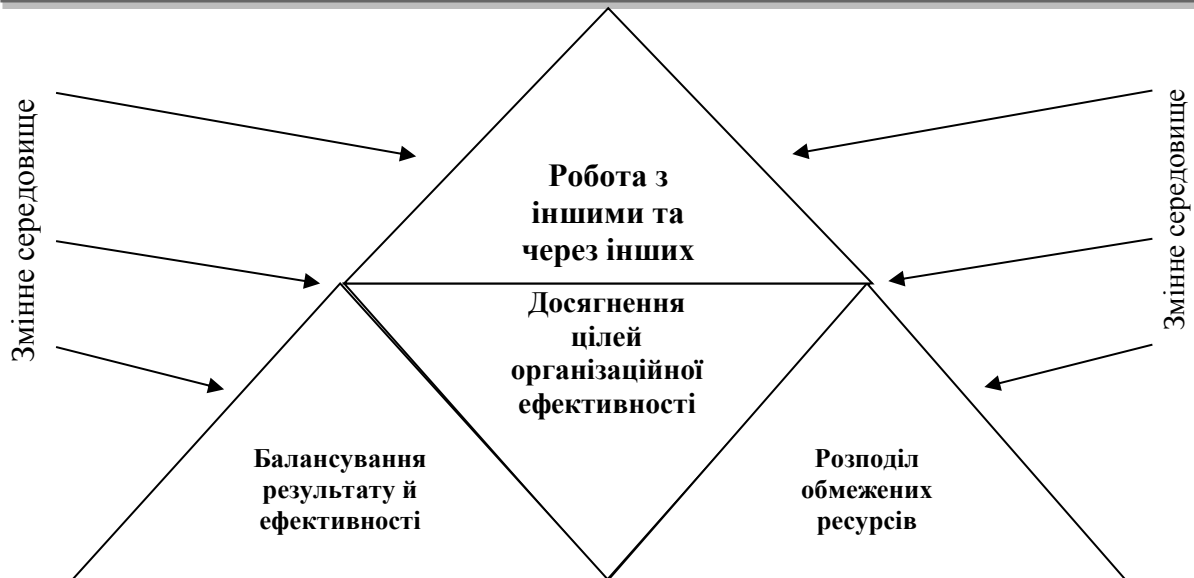 Змінне середовище
Робота з
іншими та
через інших
Змінне середовище
Досягнення
цілей
організаційної
ефективності
Балансування
результату й
ефективності
Розподіл
обмежених
ресурсів